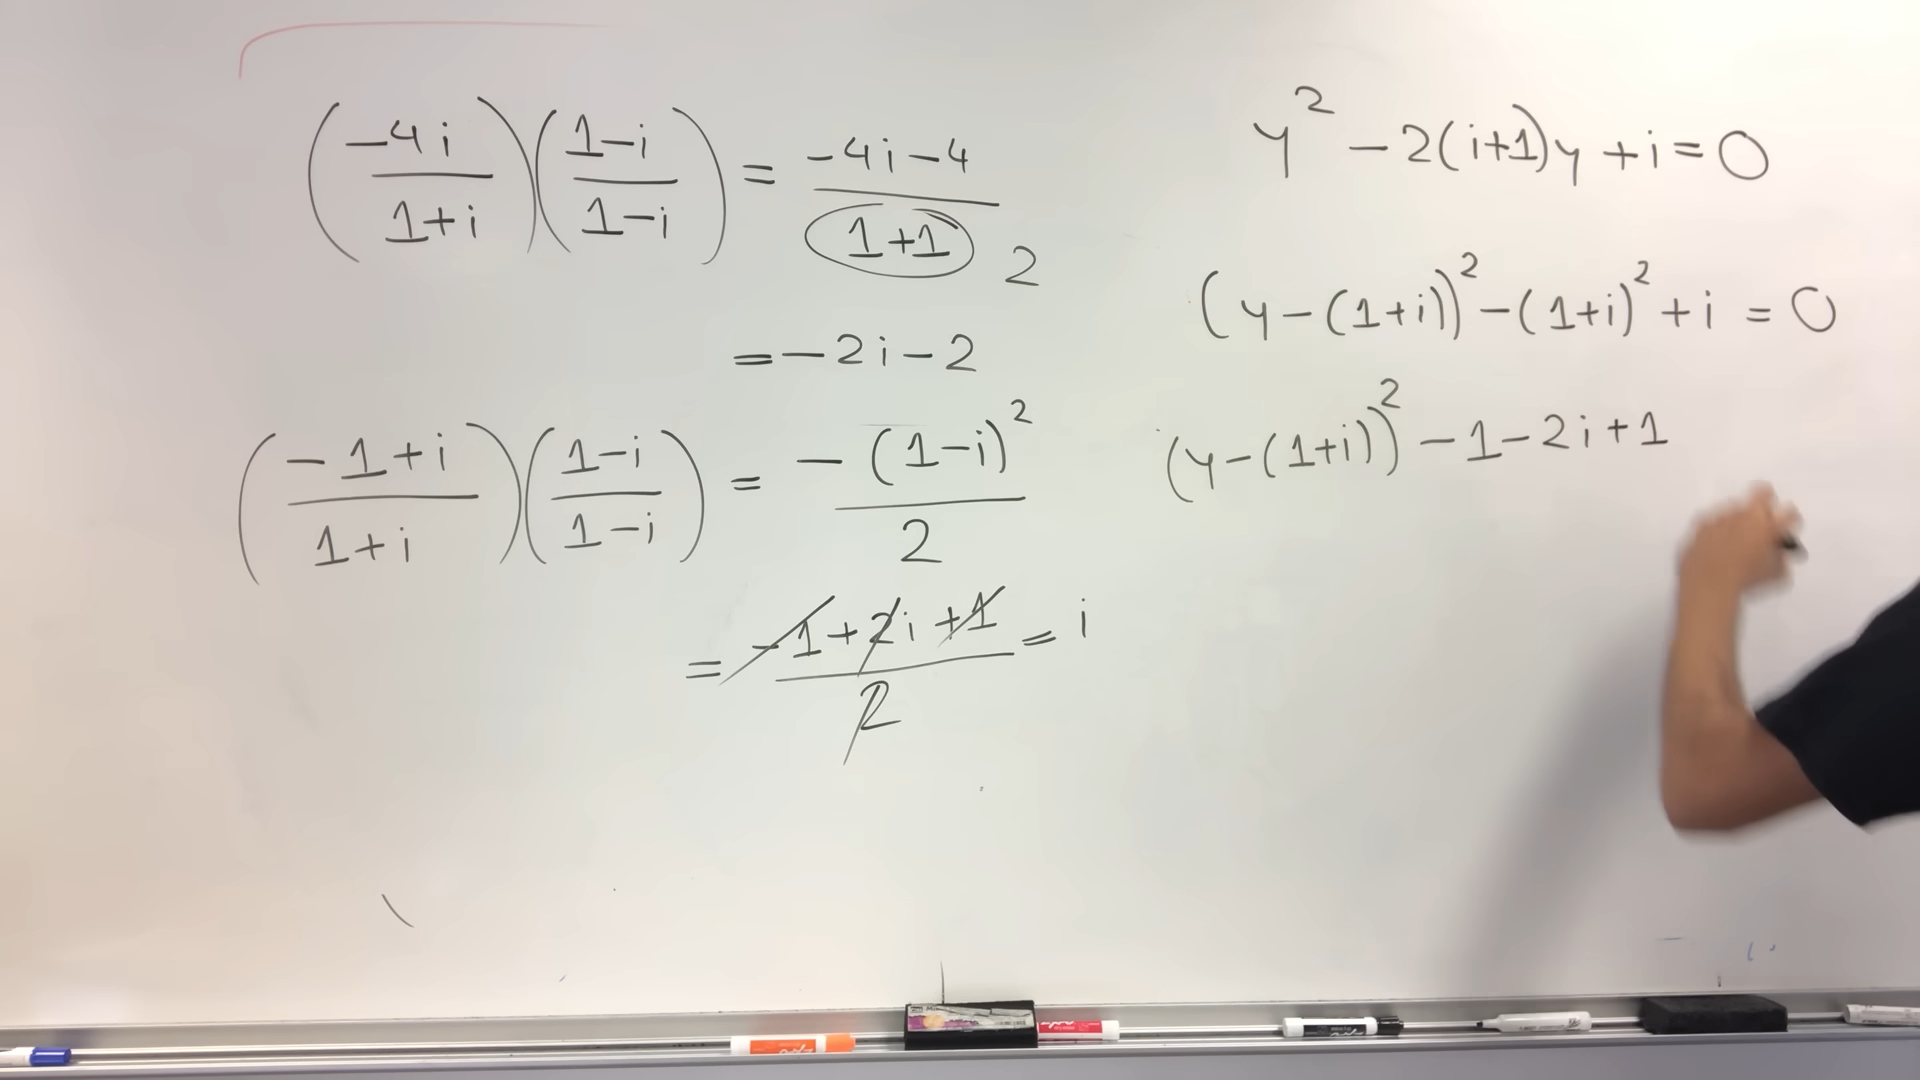 (-4i / 1+i)(1-i / 1-i) = -4i-4 / 1+1 2
= -2i-2
(-1+i / 1+i)(1-i / 1-i) = -(1-i)² / 2
= -1+2i+1 / 2 = i
y² - 2(i+1)y + i = 0
(y-(1+i))² - (1+i)² + i = 0
(y-(1+i))² - 1 - 2i + 1